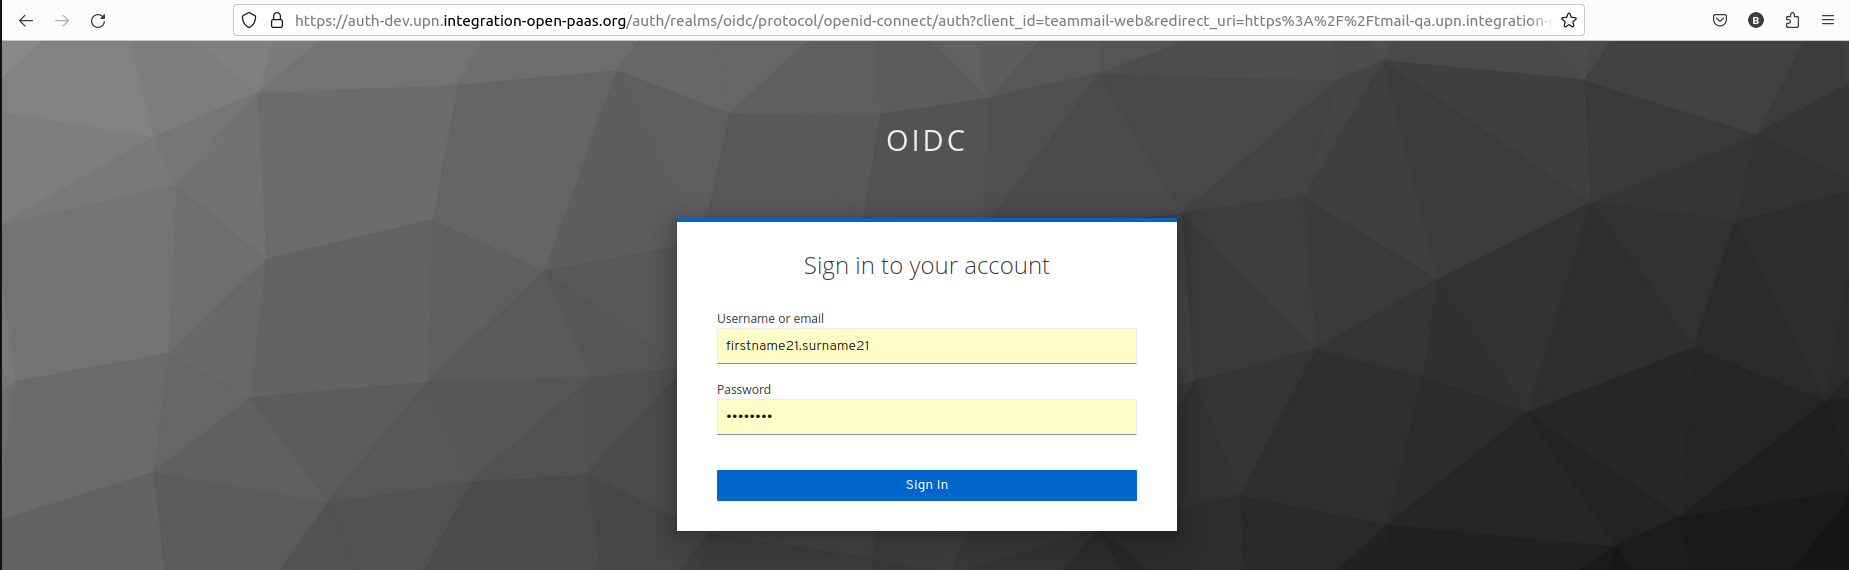 https://auth-dev.upn.integration-open-paas.org/auth/realms/oidc/protocol/openid-connect/auth?client_id=teammail-web&redirect_uri=https%3A%2F%2Ftmail-qa.upn.integration-
B
OIDC
Sign in to your account
Username or email
firstname21.surname21
Password
••••••••
Sign In